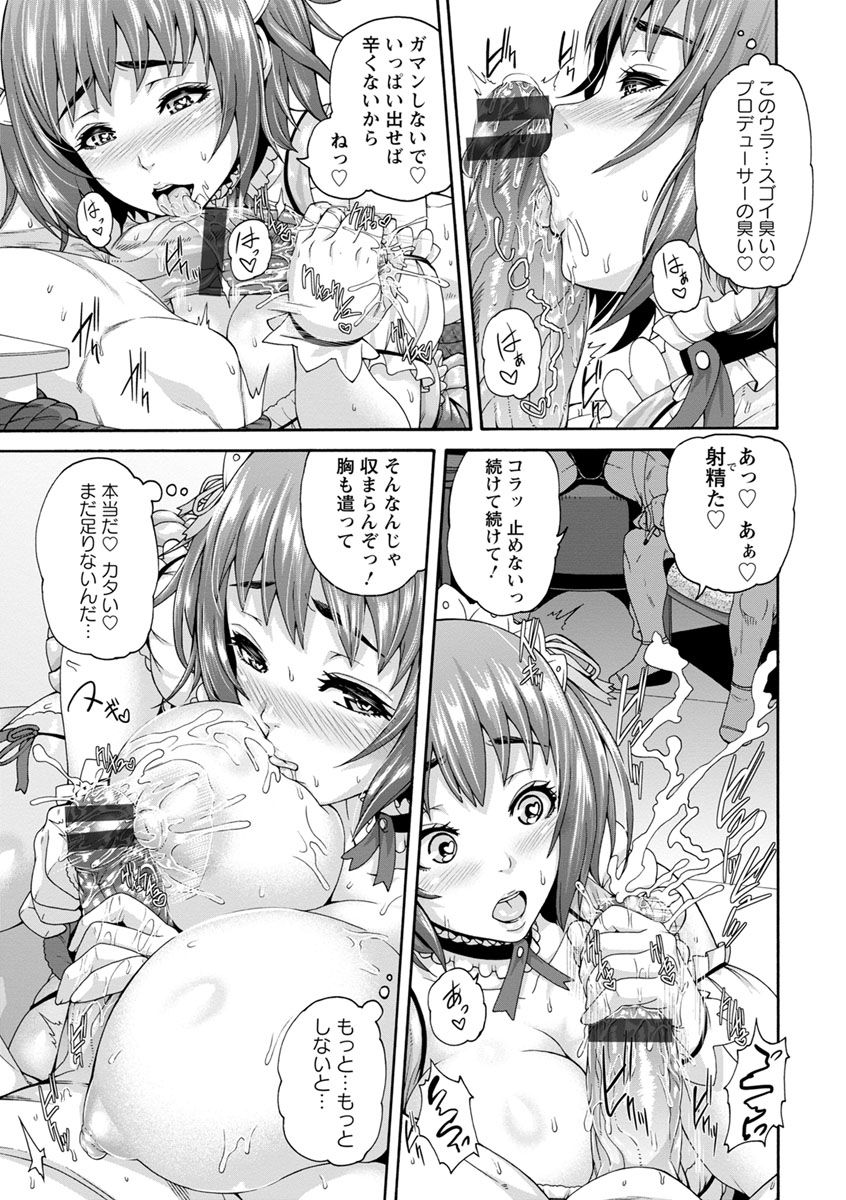 このウラ…スゴイ臭い♡
プロデューサーの臭い♡
はぁ♡
はぁ♡
ガマンしないで♡
いっぱい出せば
辛くないから
ねっ♡
はっ♡
はっ♡
あっ♡ あぁ♡
射精た♡
で
コラッ 止めないっ
続けて続けて！
あっ♡
そんなんじゃ
収まらんぞっ！
胸も遣って
本当だ♡ カタい♡
まだ足りないんだ…
もっと…もっと
しないと…